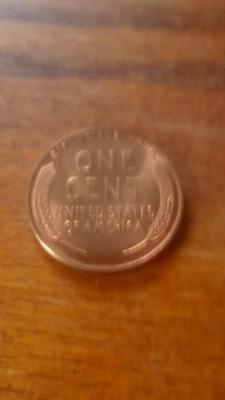 ONE
CENT
UNITED STATES
OF AMERICA